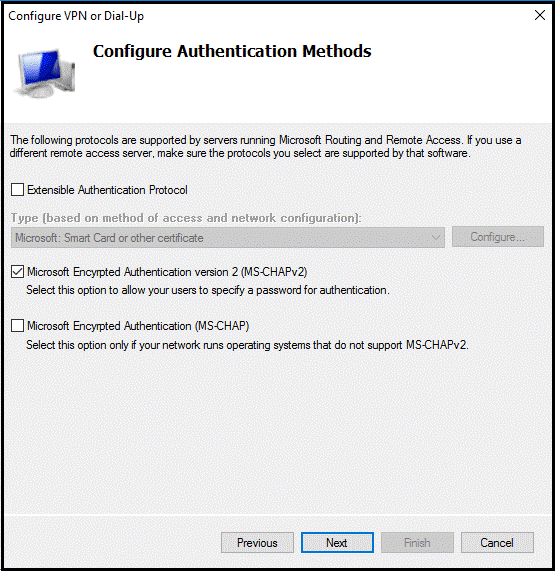 Configure VPN or Dial-Up
Configure Authentication Methods
The following protocols are supported by servers running Microsoft Routing and Remote Access. If you use a
different remote access server, make sure the protocols you select are supported by that software.
Extensible Authentication Protocol
Type (based on method of access and network configuration):
Microsoft: Smart Card or other certificate
Configure...
Microsoft Encyrpted Authentication version 2 (MS-CHAPv2)
Select this option to allow your users to specify a password for authentication.
Microsoft Encyrpted Authentication (MS-CHAP)
Select this option only if your network runs operating systems that do not support MS-CHAPv2.
Previous
Next
Finish
Cancel